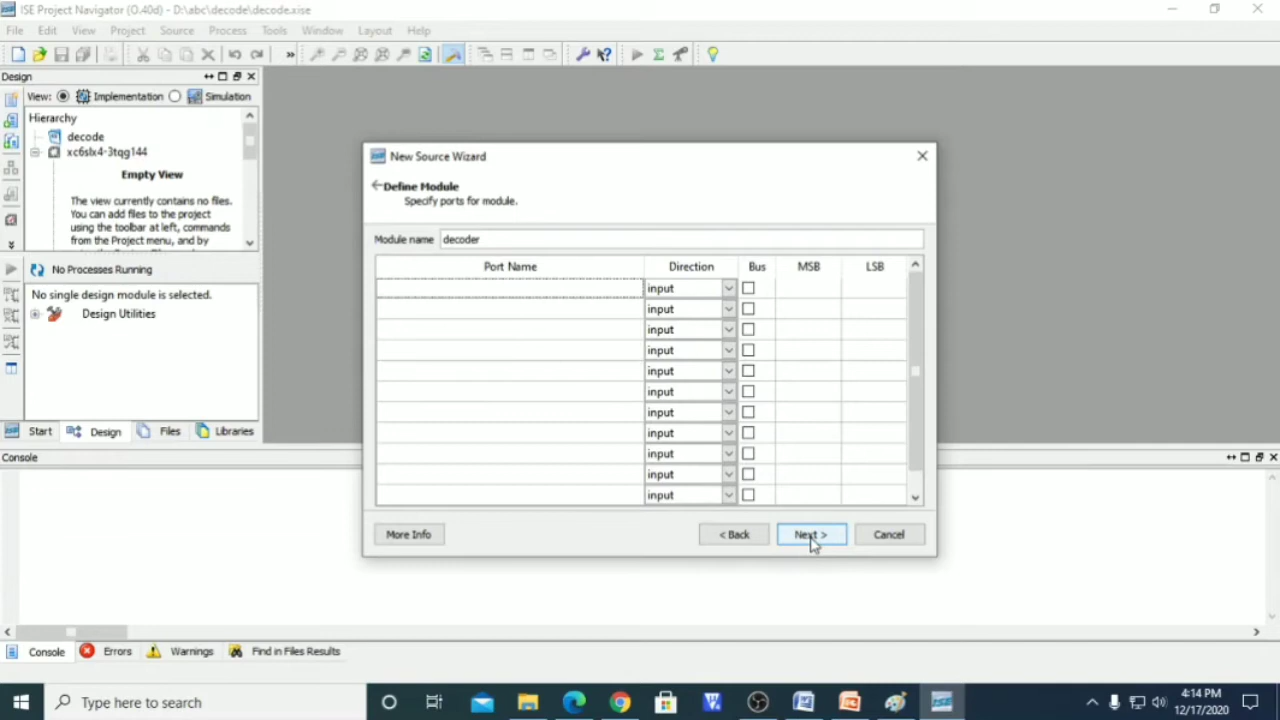 ISE Project Navigator (O.40d) - D:\abc\decode\decode.xise
File Edit View Project Source Process Tools Window Layout Help
Design
View: Implementation Simulation
Hierarchy
decode
xc6slx4-3tqg144
Empty View
The view currently contains no files.
You can add files to the project
using the toolbar at left, commands
from the Project menu, and by
No Processes Running
No single design module is selected.
Design Utilities
Start Design Files Libraries
New Source Wizard
Define Module
Specify ports for module.
Module name decoder
Port Name Direction Bus MSB LSB
input
input
input
input
input
input
input
input
input
input
input
More Info < Back Next > Cancel
Console
Console Errors Warnings Find in Files Results
Type here to search
4:14 PM
12/17/2020